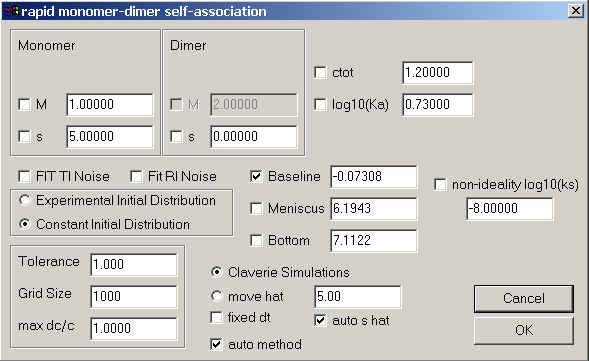 rapid monomer-dimer self-association
Monomer
Dimer
M 1.00000
M 2.00000
s 5.00000
s 0.00000
ctot 1.20000
log10(Ka) 0.73000
FIT TI Noise
Fit RI Noise
Baseline -0.07308
Experimental Initial Distribution
Constant Initial Distribution
Meniscus 6.1943
Bottom 7.1122
non-ideality log10(ks)
-8.00000
Tolerance 1.000
Grid Size 1000
max dc/c 1.0000
Claverie Simulations
move hat 5.00
fixed dt
auto s hat
auto method
Cancel
OK